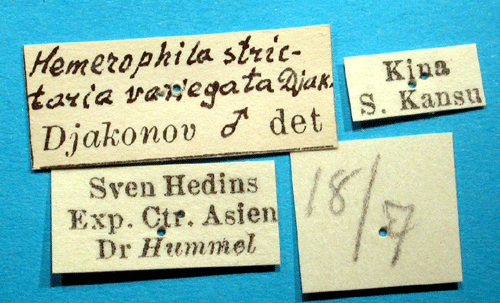 Hemerophila stric-
taria variegata Djak.
Djakonov ♂ det
Kina
S. Kansu
Sven Hedins
Exp. Ctr. Asien
Dr Hummel
18/7